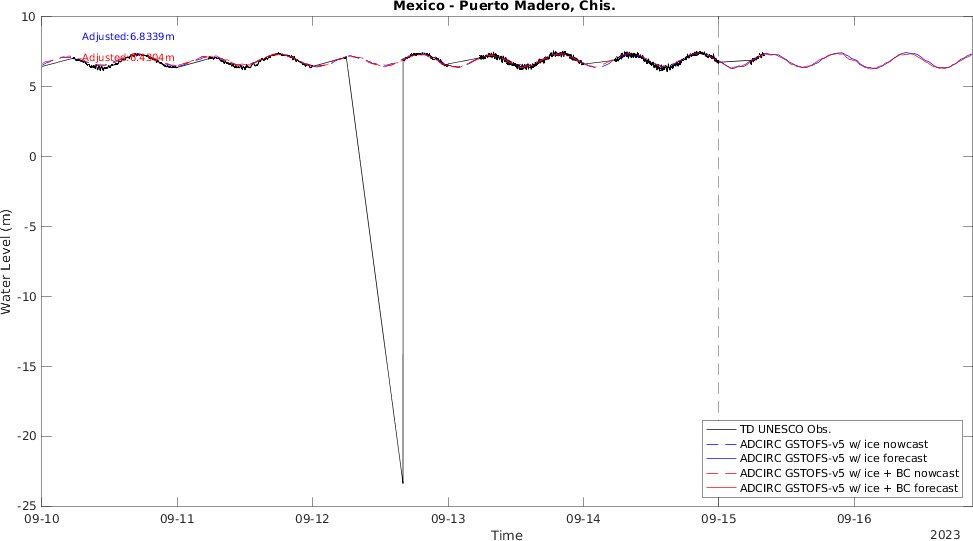 Mexico - Puerto Madero, Chis.
10
5
0
-5
-10
-15
-20
-25
Water Level (m)
Adjusted:6.8339m
Adjusted:6.4304m
TD UNESCO Obs.
ADCIRC GSTOFS-v5 w/ ice nowcast
ADCIRC GSTOFS-v5 w/ ice forecast
ADCIRC GSTOFS-v5 w/ ice + BC nowcast
ADCIRC GSTOFS-v5 w/ ice + BC forecast
09-10 09-11 09-12 09-13 09-14 09-15 09-16
Time
2023